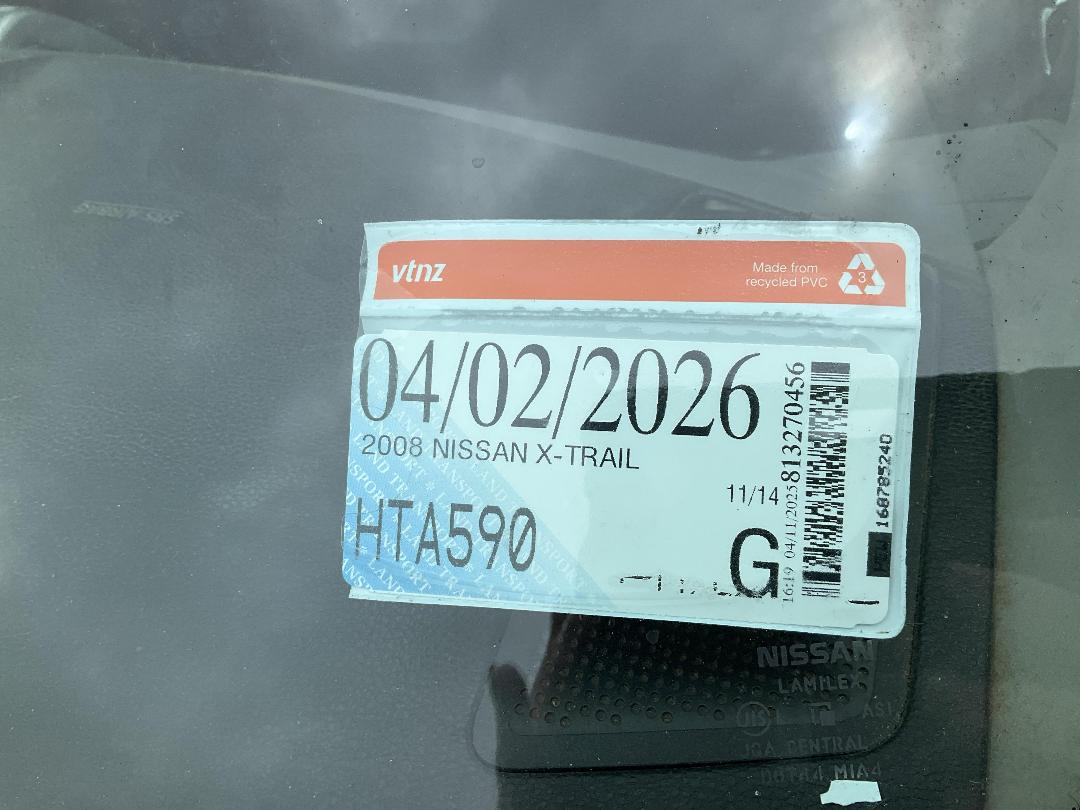 vtnz
Made from
recycled PVC
3
04/02/2026
2008 NISSAN X-TRAIL
11/14
HTA590
G
16:19 04/11/2025 813270456
168785240
NISSAN
LAMILEX
JIS